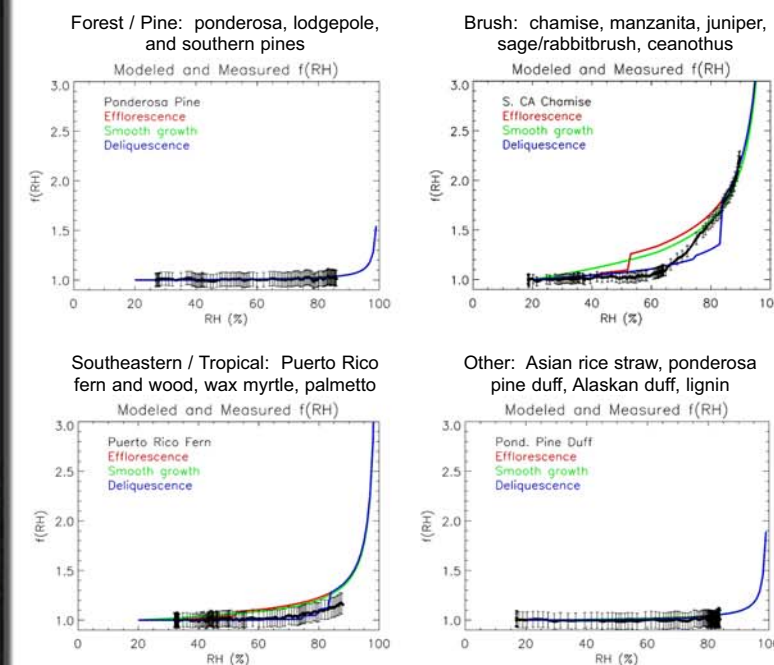 Forest / Pine: ponderosa, lodgepole,
and southern pines
Modeled and Measured f(RH)
3.0
2.5
2.0
1.5
1.0
f(RH)
Ponderosa Pine
Efflorescence
Smooth growth
Deliquescence
0 20 40 60 80 100
RH (%)
Brush: chamise, manzanita, juniper,
sage/rabbitbrush, ceanothus
Modeled and Measured f(RH)
3.0
2.5
2.0
1.5
1.0
f(RH)
S. CA Chamise
Efflorescence
Smooth growth
Deliquescence
0 20 40 60 80 100
RH (%)
Southeastern / Tropical: Puerto Rico
fern and wood, wax myrtle, palmetto
Modeled and Measured f(RH)
3.0
2.5
2.0
1.5
1.0
f(RH)
Puerto Rico Fern
Efflorescence
Smooth growth
Deliquescence
0 20 40 60 80 100
RH (%)
Other: Asian rice straw, ponderosa
pine duff, Alaskan duff, lignin
Modeled and Measured f(RH)
3.0
2.5
2.0
1.5
1.0
f(RH)
Pond. Pine Duff
Efflorescence
Smooth growth
Deliquescence
0 20 40 60 80 100
RH (%)